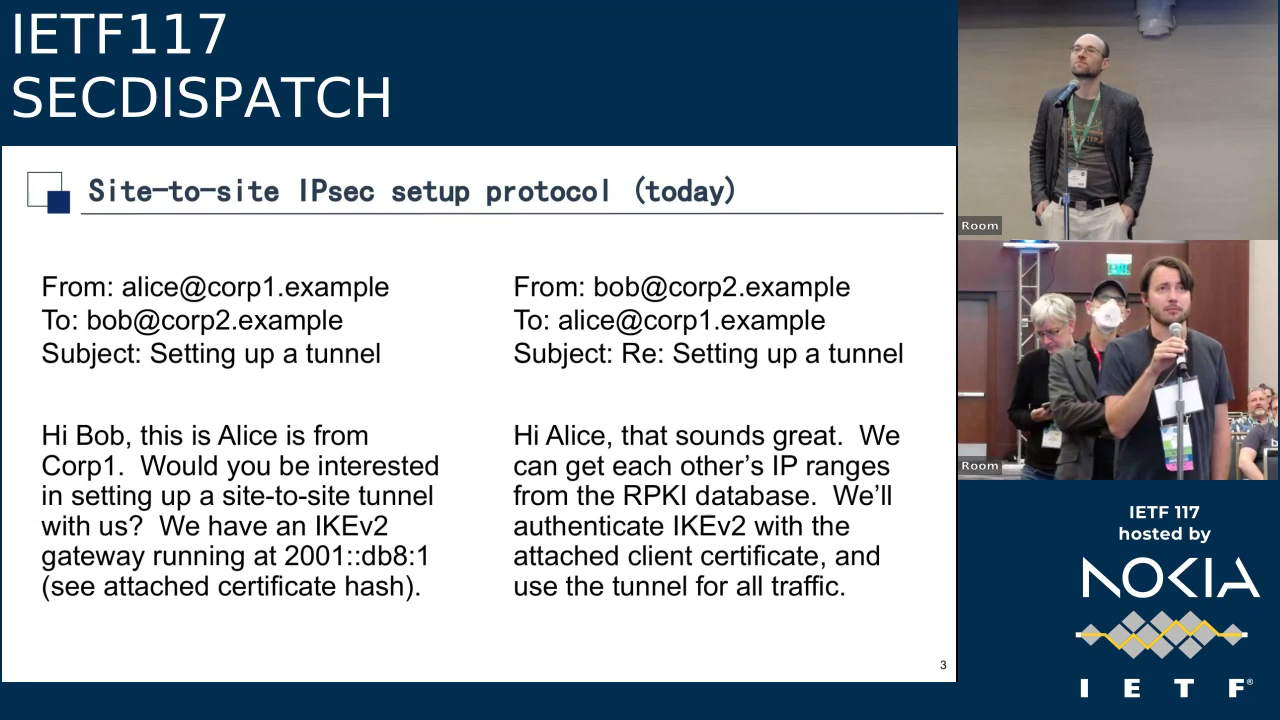 IETF117
SECDISPATCH
Site-to-site IPsec setup protocol (today)
From: alice@corp1.example
To: bob@corp2.example
Subject: Setting up a tunnel
Hi Bob, this is Alice is from
Corp1. Would you be interested
in setting up a site-to-site tunnel
with us? We have an IKEv2
gateway running at 2001::db8:1
(see attached certificate hash).
From: bob@corp2.example
To: alice@corp1.example
Subject: Re: Setting up a tunnel
Hi Alice, that sounds great. We
can get each other’s IP ranges
from the RPKI database. We’ll
authenticate IKEv2 with the
attached client certificate, and
use the tunnel for all traffic.
3
Room
Room
IETF 117
hosted by
NOKIA
I E T F®